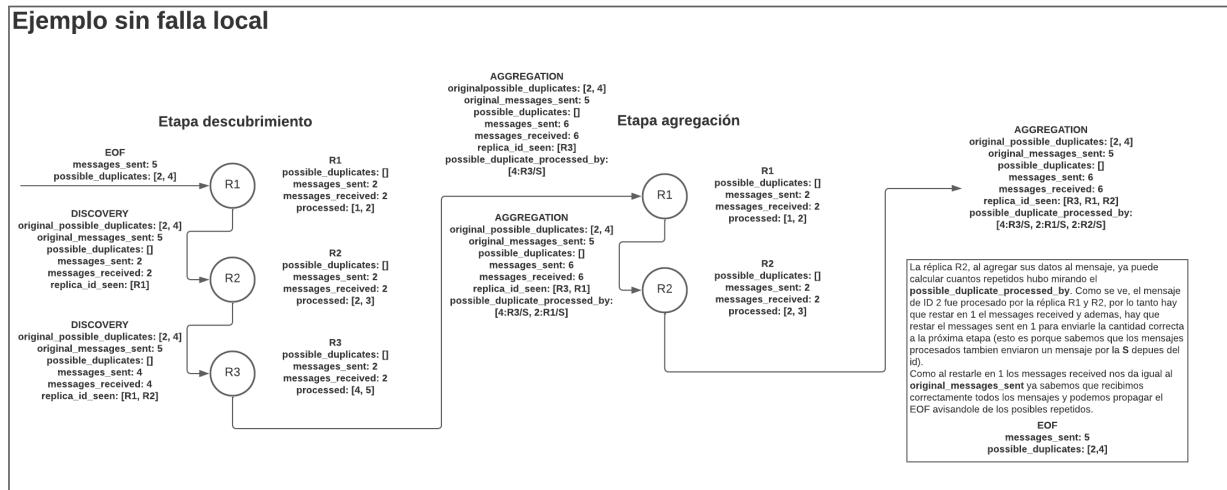 Ejemplo sin falla local
Etapa descubrimiento
EOF
messages_sent: 5
possible_duplicates: [2, 4]
R1
R1
possible_duplicates: []
messages_sent: 2
messages_received: 2
processed: [1, 2]
DISCOVERY
original_possible_duplicates: [2, 4]
original_messages_sent: 5
possible_duplicates: []
messages_sent: 2
messages_received: 2
replica_id_seen: [R1]
R2
R2
possible_duplicates: []
messages_sent: 2
messages_received: 2
processed: [2, 3]
DISCOVERY
original_possible_duplicates: [2, 4]
original_messages_sent: 5
possible_duplicates: []
messages_sent: 4
messages_received: 4
replica_id_seen: [R1, R2]
R3
R3
possible_duplicates: []
messages_sent: 2
messages_received: 2
processed: [4, 5]
AGGREGATION
originalpossible_duplicates: [2, 4]
original_messages_sent: 5
possible_duplicates: []
messages_sent: 6
messages_received: 6
replica_id_seen: [R3]
possible_duplicate_processed_by:
[4:R3/S]
Etapa agregación
R1
R1
possible_duplicates: []
messages_sent: 2
messages_received: 2
processed: [1, 2]
AGGREGATION
original_possible_duplicates: [2, 4]
original_messages_sent: 5
possible_duplicates: []
messages_sent: 6
messages_received: 6
replica_id_seen: [R3, R1]
possible_duplicate_processed_by:
[4:R3/S, 2:R1/S]
R2
R2
possible_duplicates: []
messages_sent: 2
messages_received: 2
processed: [2, 3]
AGGREGATION
original_possible_duplicates: [2, 4]
original_messages_sent: 5
possible_duplicates: []
messages_sent: 6
messages_received: 6
replica_id_seen: [R3, R1, R2]
possible_duplicate_processed_by:
[4:R3/S, 2:R1/S, 2:R2/S]
La réplica R2, al agregar sus datos al mensaje, ya puede
calcular cuantos repetidos hubo mirando el
possible_duplicate_processed_by. Como se ve, el mensaje
de ID 2 fue procesado por la réplica R1 y R2, por lo tanto hay
que restar en 1 el messages received y ademas, hay que
restar el messages sent en 1 para enviarle la cantidad correcta
a la próxima etapa (esto es porque sabemos que los mensajes
procesados tambien enviaron un mensaje por la S depues del
id).
Como al restarle en 1 los messages received nos da igual al
original_messages_sent ya sabemos que recibimos
correctamente todos los mensajes y podemos propagar el
EOF avisandole de los posibles repetidos.
EOF
messages_sent: 5
possible_duplicates: [2,4]